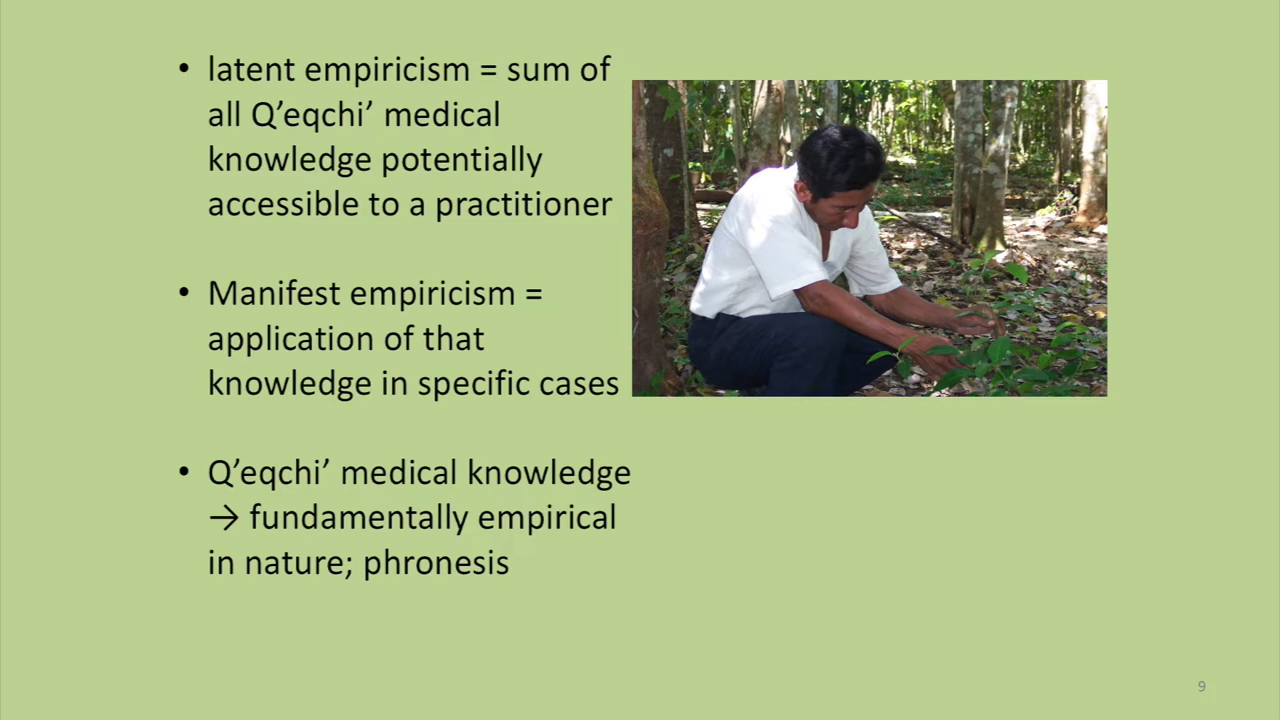 • latent empiricism = sum of
all Q’eqchi’ medical
knowledge potentially
accessible to a practitioner
• Manifest empiricism =
application of that
knowledge in specific cases
• Q’eqchi’ medical knowledge
→ fundamentally empirical
in nature; phronesis
9